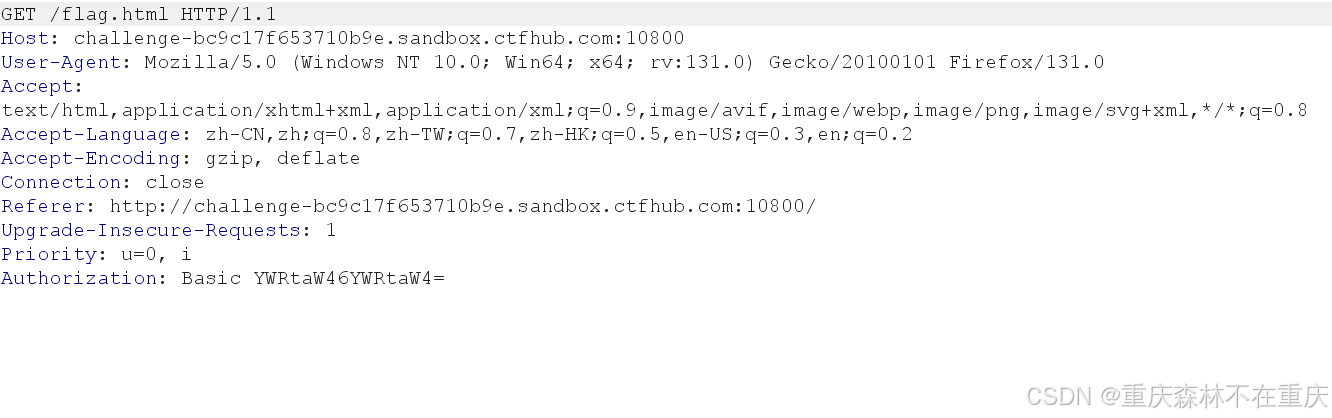 GET /flag.html HTTP/1.1
Host: challenge-bc9c17f653710b9e.sandbox.ctfhub.com:10800
User-Agent: Mozilla/5.0 (Windows NT 10.0; Win64; x64; rv:131.0) Gecko/20100101 Firefox/131.0
Accept:
text/html,application/xhtml+xml,application/xml;q=0.9,image/avif,image/webp,image/png,image/svg+xml,*/*;q=0.8
Accept-Language: zh-CN,zh;q=0.8,zh-TW;q=0.7,zh-HK;q=0.5,en-US;q=0.3,en;q=0.2
Accept-Encoding: gzip, deflate
Connection: close
Referer: http://challenge-bc9c17f653710b9e.sandbox.ctfhub.com:10800/
Upgrade-Insecure-Requests: 1
Priority: u=0, i
Authorization: Basic YWRtaW46YWRtaW4=
CSDN @重庆森林不在重庆